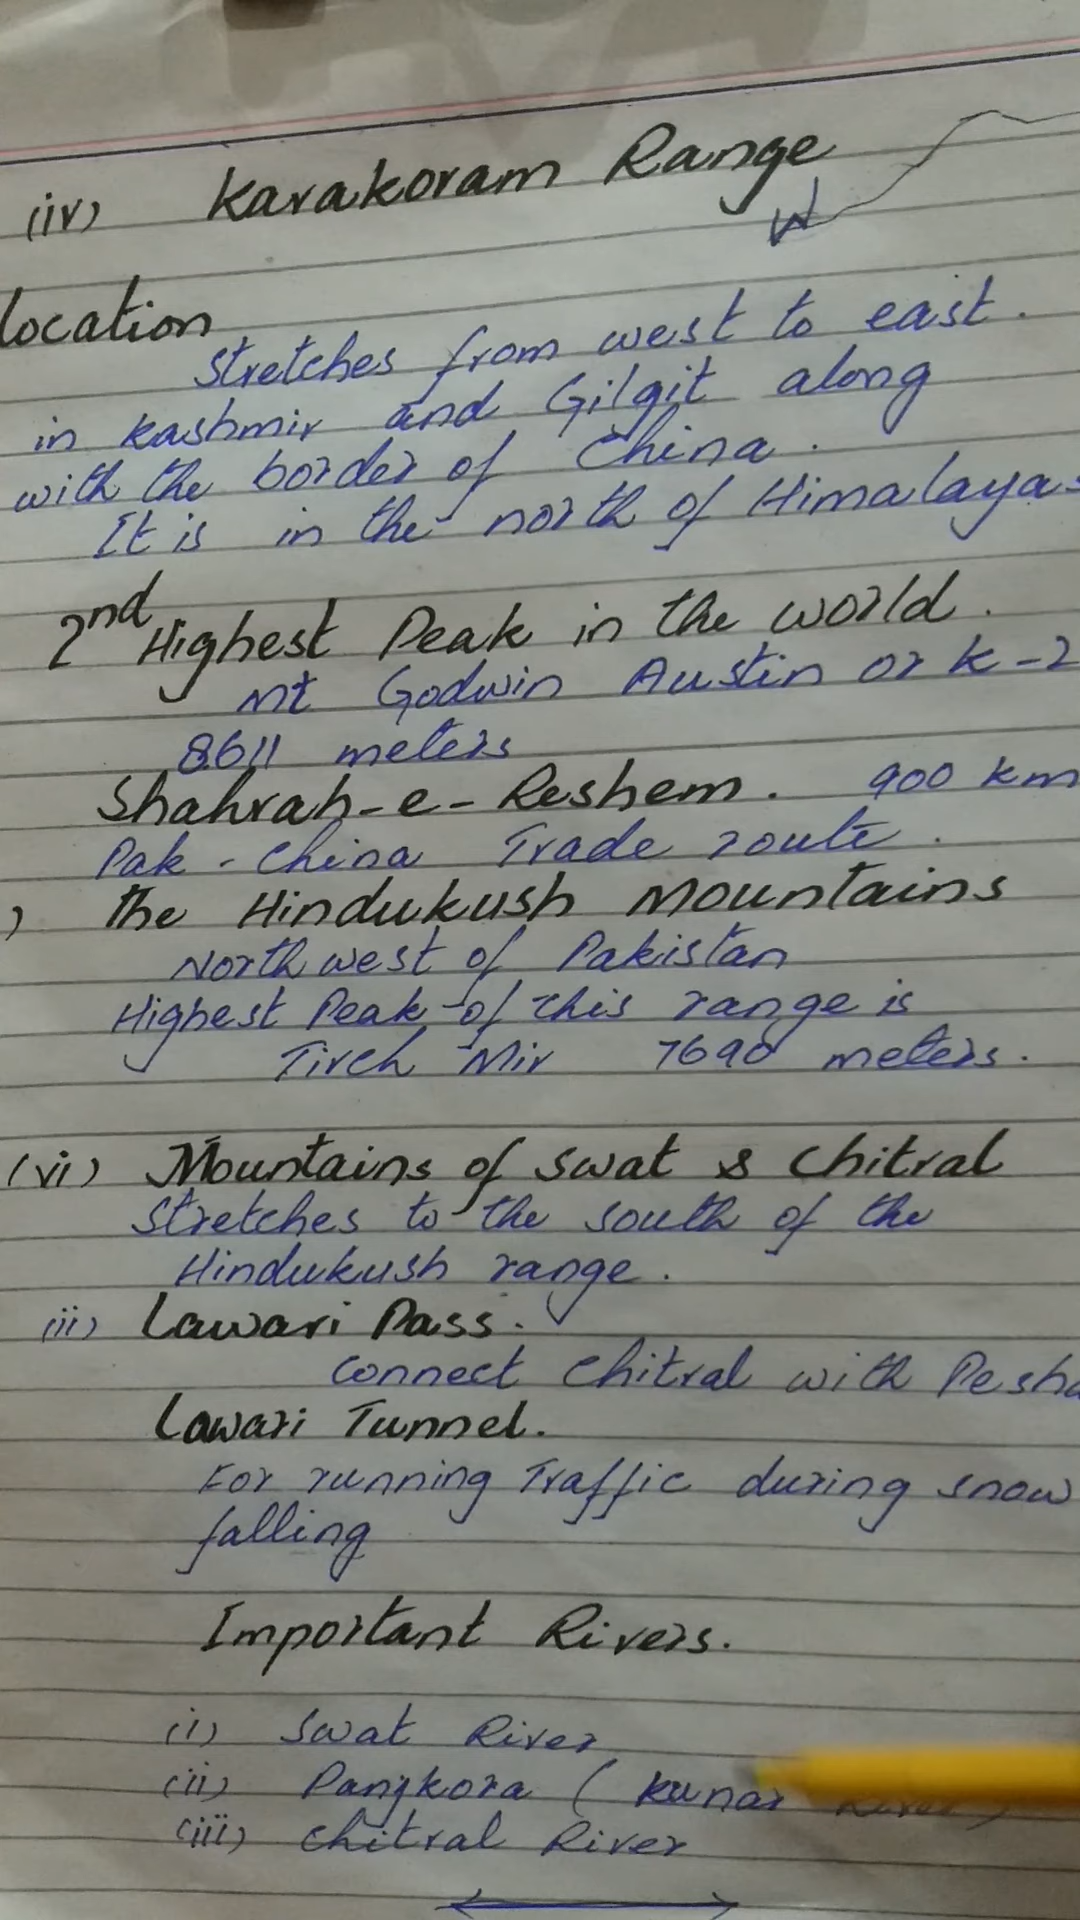 (iv) Karakoram Range
location
Stretches from west to east.
in Kashmir and Gilgit along
with the border of China.
It is in the north of Himalayas
2nd Highest Peak in the world.
Mt Godwin Austin or K-2
8611 meters
Shahrah-e-Reshem. 900 km
Pak-China Trade route.
) The Hindukush Mountains
North west of Pakistan
Highest Peak of this range is
Tirch Mir 7690 meters.
(vi) Mountains of Swat & Chitral
Stretches to the south of the
Hindukush range.
(ii) Lawari Pass.
Connect Chitral with Pesha
Lawari Tunnel.
For running Traffic during snow
falling
Important Rivers.
(i) Swat River
(ii) Panjkora (Kunar River)
(iii) Chitral River